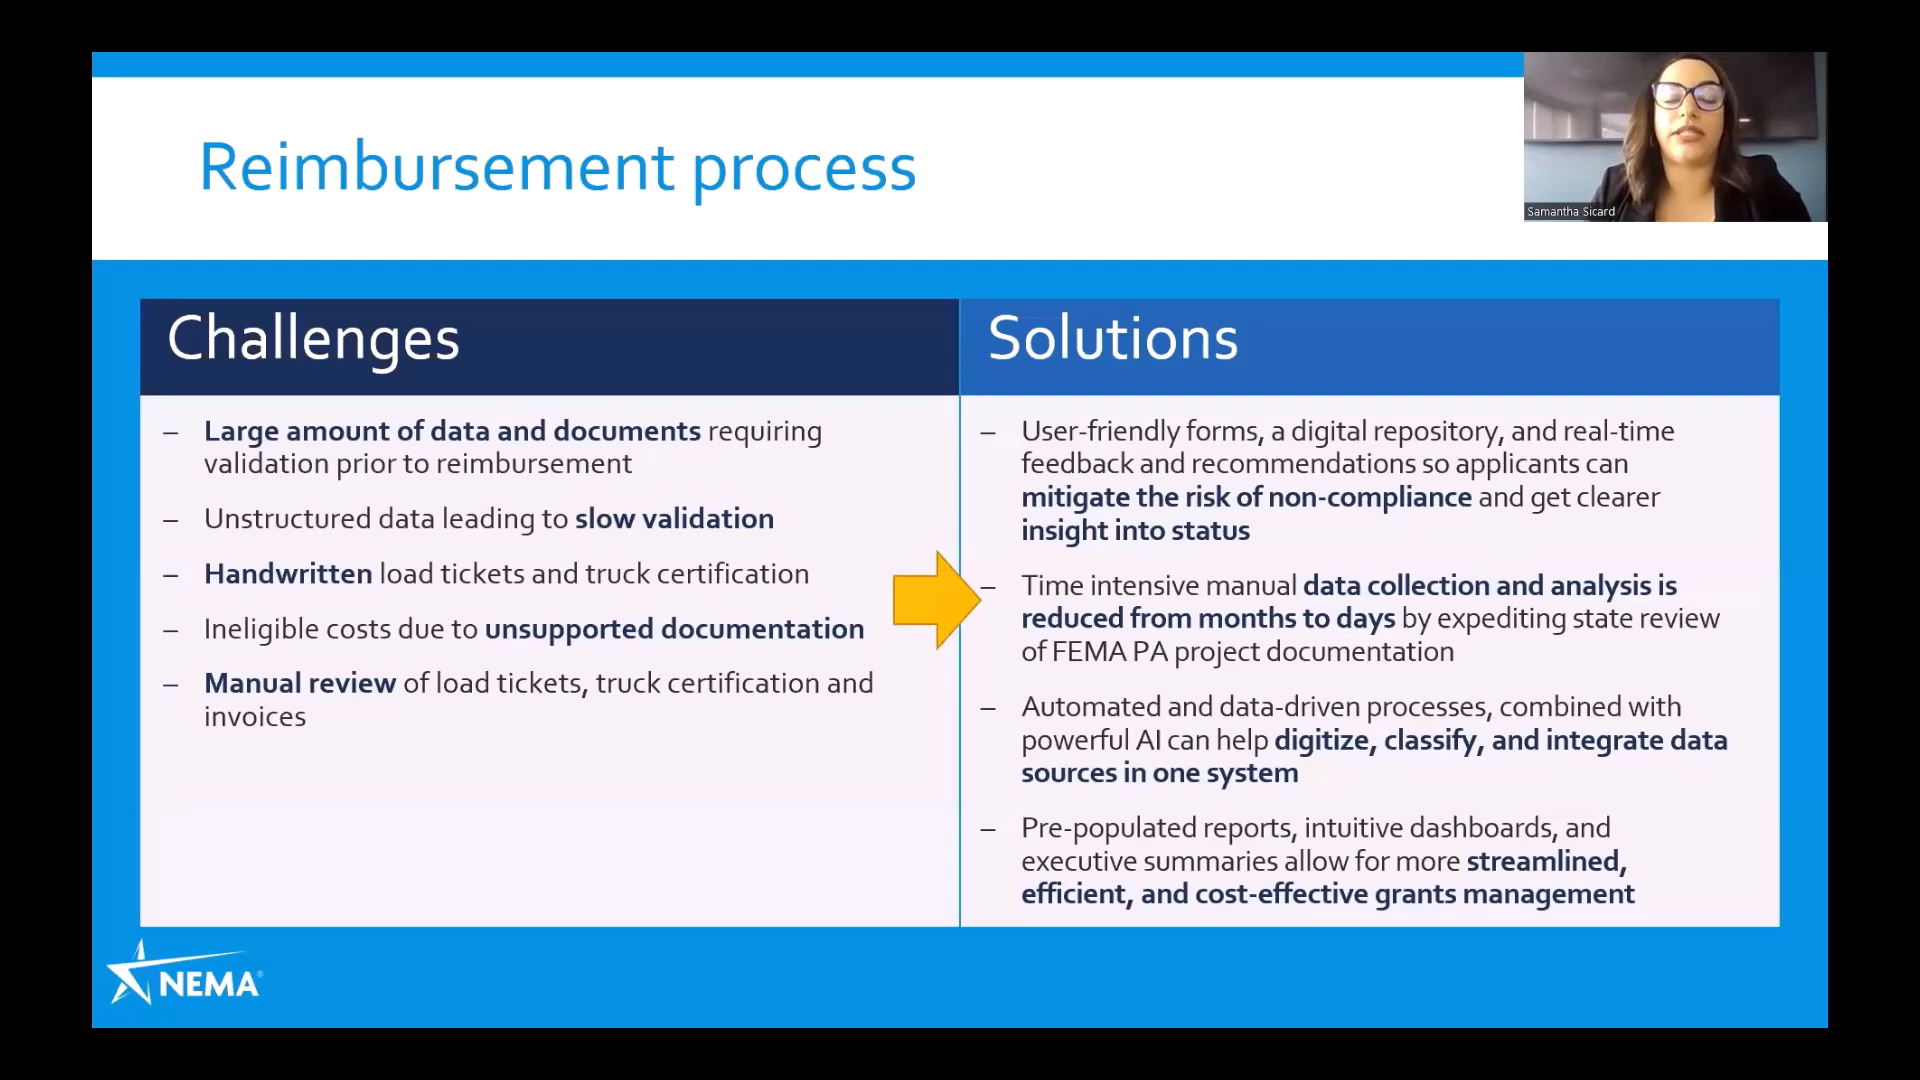 Reimbursement process
Samantha Sicard
Challenges
– Large amount of data and documents requiring
validation prior to reimbursement
– Unstructured data leading to slow validation
– Handwritten load tickets and truck certification
– Ineligible costs due to unsupported documentation
– Manual review of load tickets, truck certification and
invoices
Solutions
– User-friendly forms, a digital repository, and real-time
feedback and recommendations so applicants can
mitigate the risk of non-compliance and get clearer
insight into status
– Time intensive manual data collection and analysis is
reduced from months to days by expediting state review
of FEMA PA project documentation
– Automated and data-driven processes, combined with
powerful AI can help digitize, classify, and integrate data
sources in one system
– Pre-populated reports, intuitive dashboards, and
executive summaries allow for more streamlined,
efficient, and cost-effective grants management
NEMA®